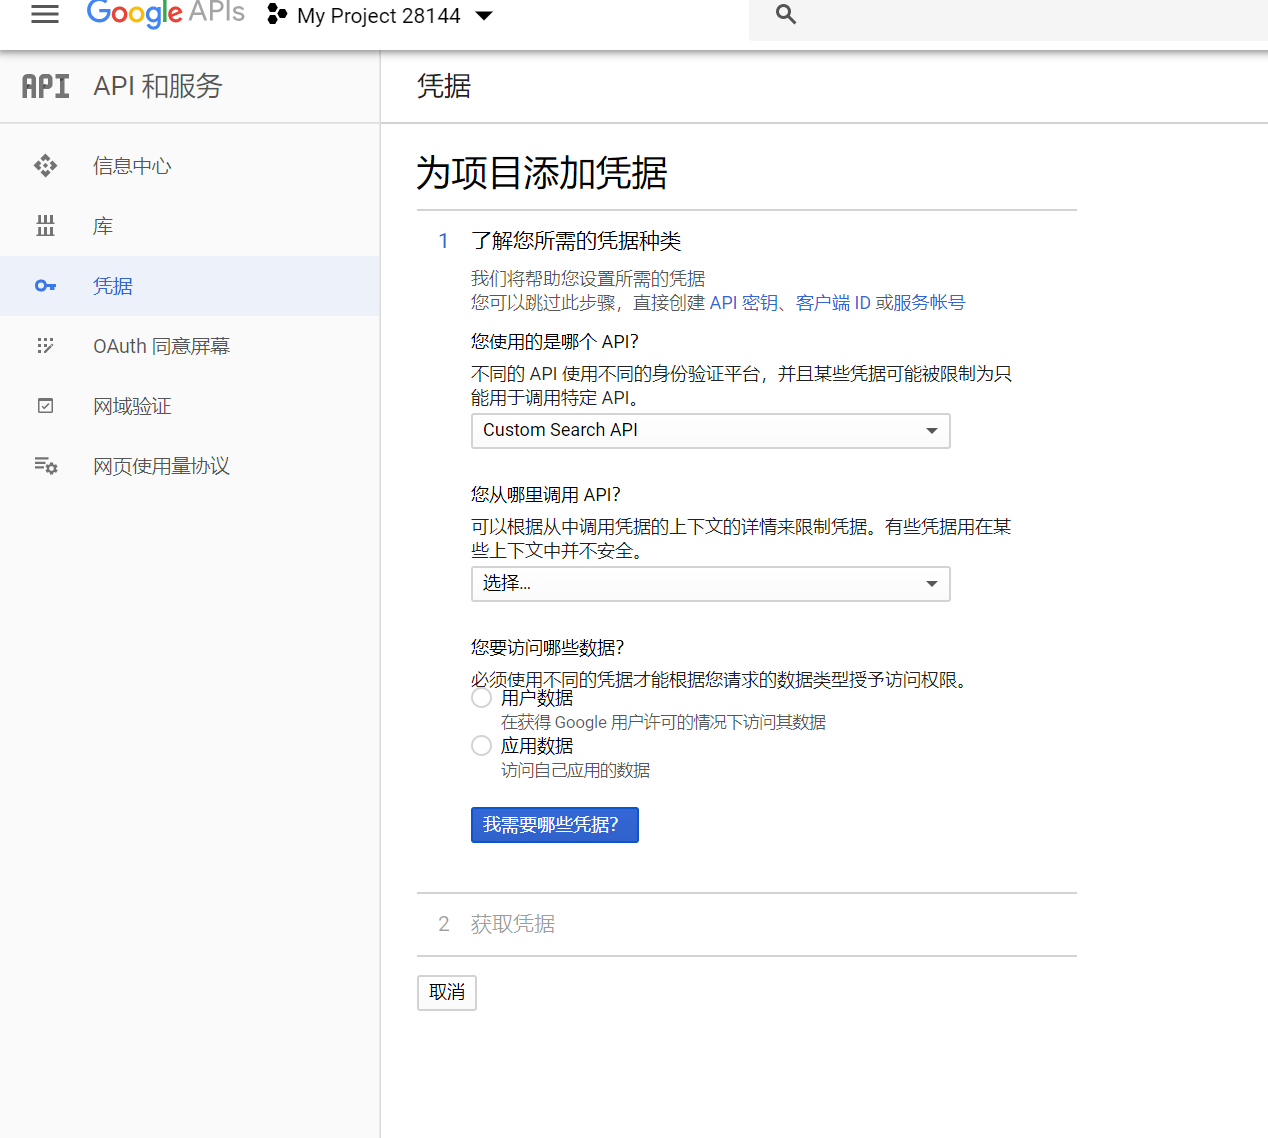 Google APIs My Project 28144
API API 和服务
凭据
信息中心
库
凭据
OAuth 同意屏幕
网域验证
网页使用量协议
为项目添加凭据
1 了解您所需的凭据种类
我们将帮助您设置所需的凭据
您可以跳过此步骤，直接创建 API 密钥、客户端 ID 或服务帐号
您使用的是哪个 API？
不同的 API 使用不同的身份验证平台，并且某些凭据可能被限制为只
能用于调用特定 API。
Custom Search API
您从哪里调用 API？
可以根据从中调用凭据的上下文的详情来限制凭据。有些凭据用在某
些上下文中并不安全。
选择...
您要访问哪些数据？
必须使用不同的凭据才能根据您请求的数据类型授予访问权限。
用户数据
在获得 Google 用户许可的情况下访问其数据
应用数据
访问自己应用的数据
我需要哪些凭据？
2 获取凭据
取消